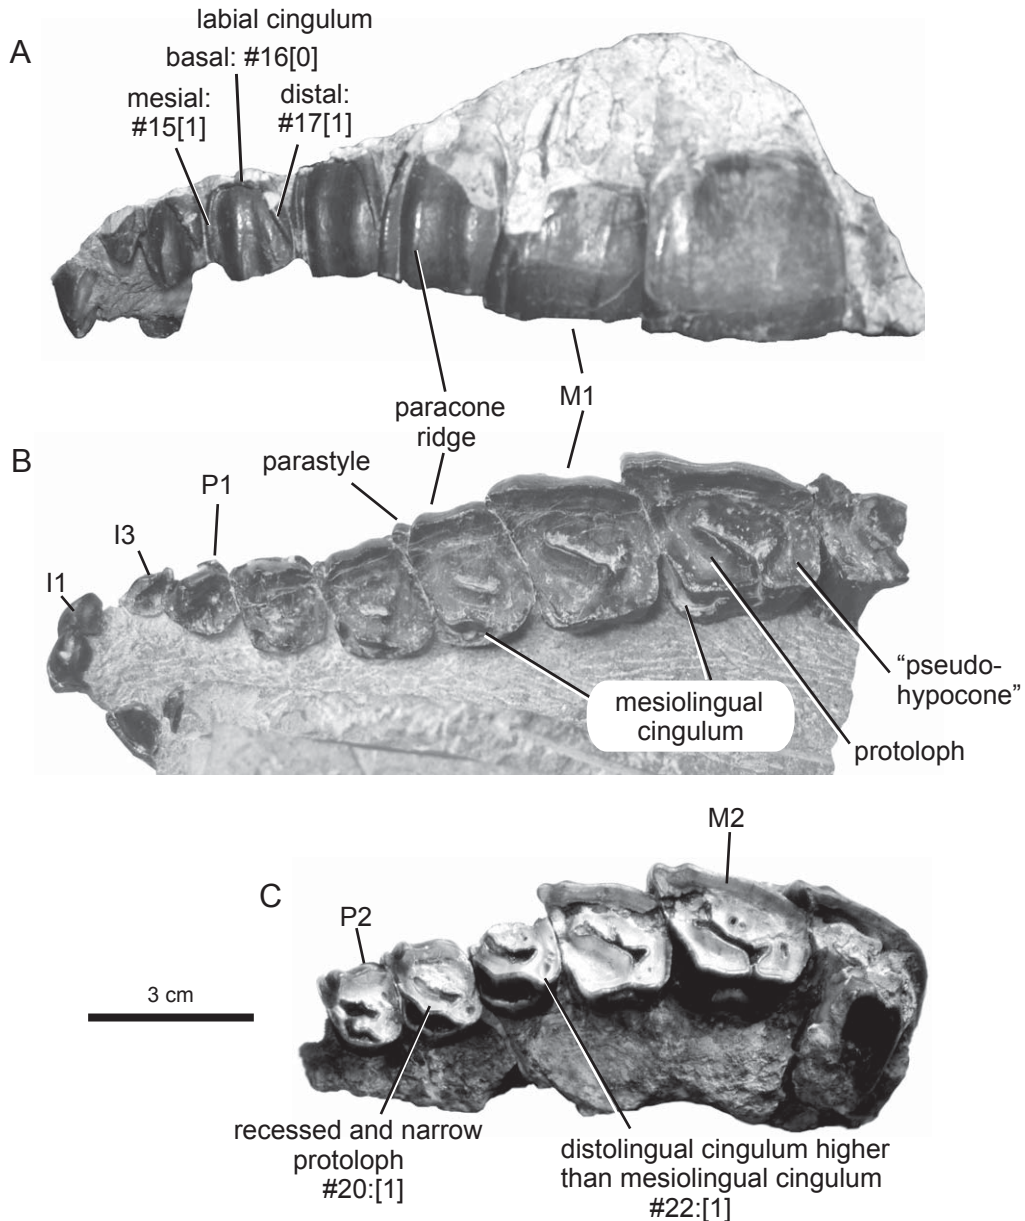 A
labial cingulum
basal: #16[0]
mesial:
#15[1]
distal:
#17[1]
paracone
ridge
M1
B
parastyle
P1
I3
I1
mesiolingual
cingulum
“pseudo-
hypocone”
protoloph
C
M2
P2
3 cm
recessed and narrow
protoloph
#20:[1]
distolingual cingulum higher
than mesiolingual cingulum
#22:[1]